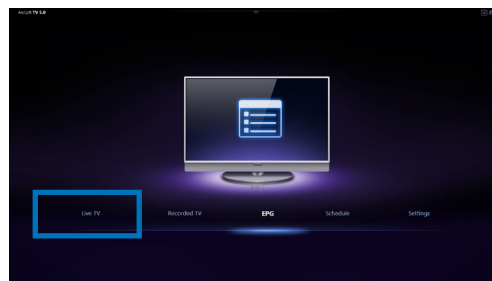 ArcSoft TV 5.0
Live TV
Recorded TV
EPG
Schedule
Settings